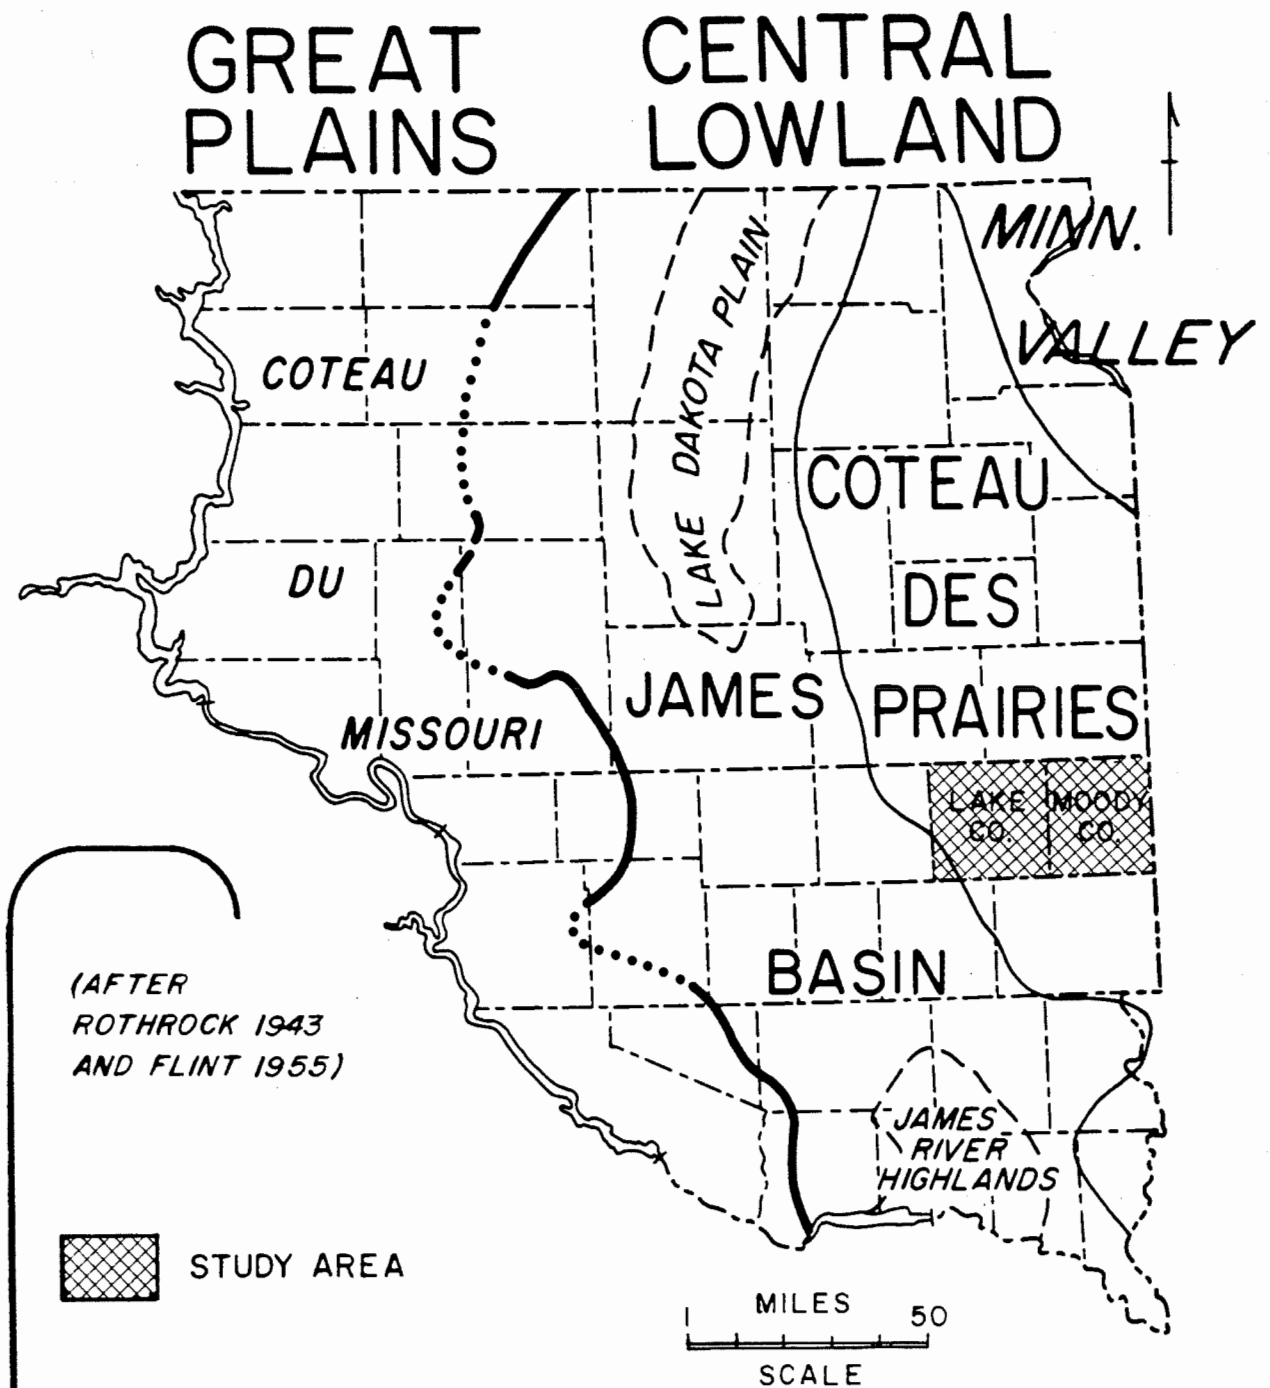 GREAT
PLAINS
CENTRAL
LOWLAND
MINN.
VALLEY
LAKE DAKOTA PLAIN
COTEAU
DU
MISSOURI
COTEAU
DES
PRAIRIES
JAMES
BASIN
LAKE
CO.
MOODY
CO.
JAMES
RIVER
HIGHLANDS
(AFTER
ROTHROCK 1943
AND FLINT 1955)
STUDY AREA
MILES
50
SCALE